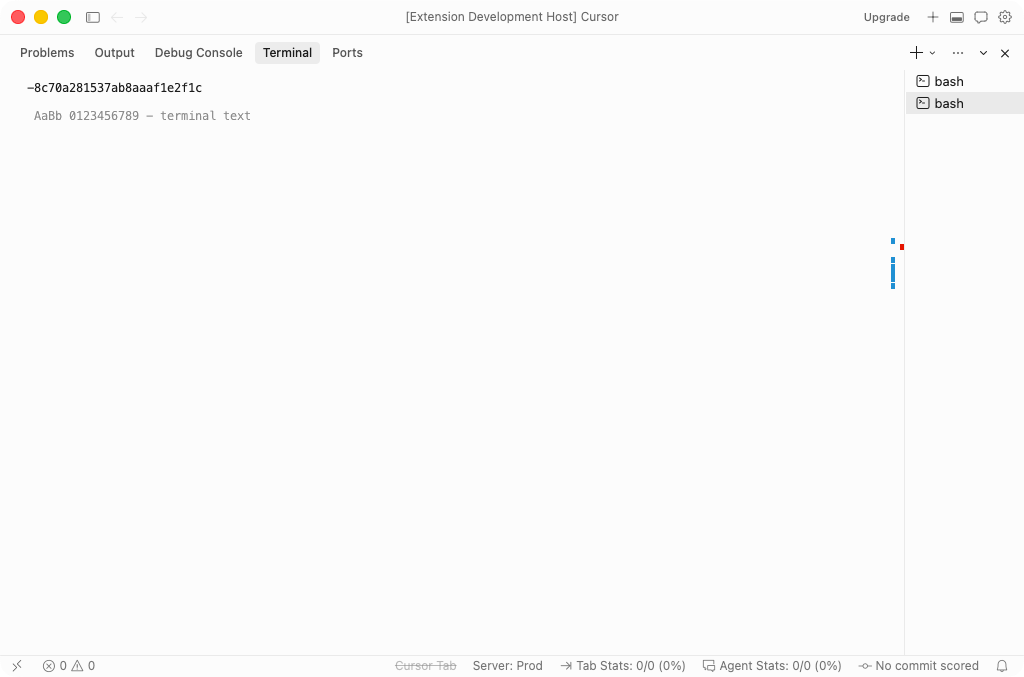 [Extension Development Host] Cursor
Upgrade
Problems Output Debug Console Terminal Ports
-8c70a281537ab8aaaf1e2f1c
AaBb 0123456789 — terminal text
bash
bash
0 0 Cursor Tab Server: Prod Tab Stats: 0/0 (0%) Agent Stats: 0/0 (0%) No commit scored